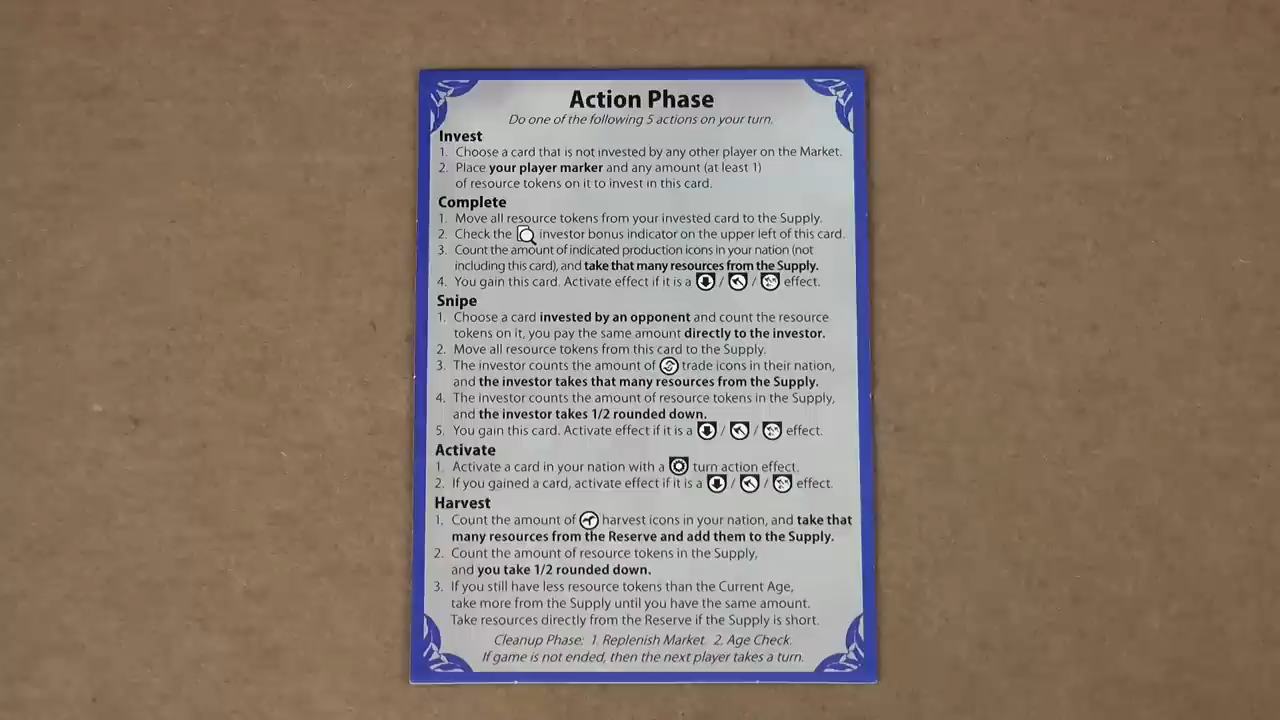 Action Phase
Do one of the following 5 actions on your turn.
Invest
1. Choose a card that is not invested by any other player on the Market.
2. Place your player marker and any amount (at least 1)
of resource tokens on it to invest in this card.
Complete
1. Move all resource tokens from your invested card to the Supply.
2. Check the investor bonus indicator on the upper left of this card.
3. Count the amount of indicated production icons in your nation (not
including this card), and take that many resources from the Supply.
4. You gain this card. Activate effect if it is a / / effect.
Snipe
1. Choose a card invested by an opponent and count the resource
tokens on it, you pay the same amount directly to the investor.
2. Move all resource tokens from this card to the Supply.
3. The investor counts the amount of trade icons in their nation,
and the investor takes that many resources from the Supply.
4. The investor counts the amount of resource tokens in the Supply,
and the investor takes 1/2 rounded down.
5. You gain this card. Activate effect if it is a / / effect.
Activate
1. Activate a card in your nation with a turn action effect.
2. If you gained a card, activate effect if it is a / / effect.
Harvest
1. Count the amount of harvest icons in your nation, and take that
many resources from the Reserve and add them to the Supply.
2. Count the amount of resource tokens in the Supply,
and you take 1/2 rounded down.
3. If you still have less resource tokens than the Current Age,
take more from the Supply until you have the same amount.
Take resources directly from the Reserve if the Supply is short.
Cleanup Phase: 1. Replenish Market. 2. Age Check.
If game is not ended, then the next player takes a turn.